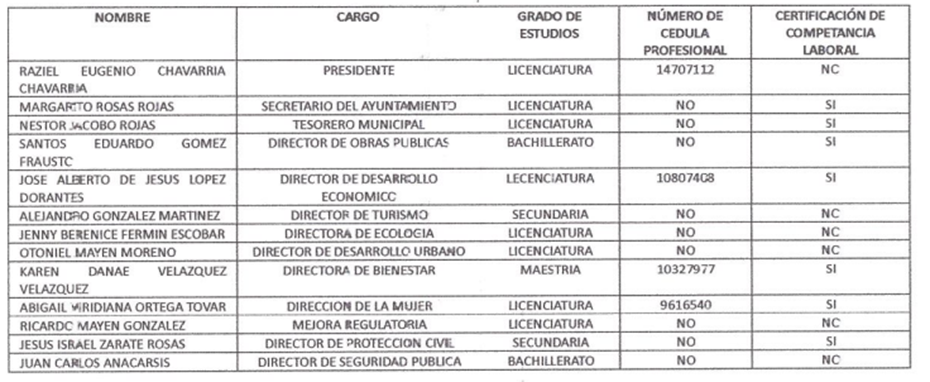 NOMBRE CARGO GRADO DE ESTUDIOS NÚMERO DE CEDULA PROFESIONAL CERTIFICACIÓN DE COMPETANCIA LABORAL
RAZIEL EUGENIO CHAVARRIA CHAVARRIA PRESIDENTE LICENCIATURA 14707112 NC
MARGARITO ROSAS ROJAS SECRETARIO DEL AYUNTAMIENTO LICENCIATURA NO SI
NESTOR JACOBO ROJAS TESORERO MUNICIPAL LICENCIATURA NO SI
SANTOS EDUARDO GOMEZ FRAUSTC DIRECTOR DE OBRAS PUBLICAS BACHILLERATO NO SI
JOSE ALBERTO DE JESUS LOPEZ DORANTES DIRECTOR DE DESARROLLO ECONOMICO LECENCIATURA 10807408 SI
ALEJANDRO GONZALEZ MARTINEZ DIRECTOR DE TURISMO SECUNDARIA NO NC
JENNY BERENICE FERMIN ESCOBAR DIRECTORA DE ECOLOGIA LICENCIATURA NO NC
OTONIEL MAYEN MORENO DIRECTOR DE DESARROLLO URBANO LICENCIATURA NO NC
KAREN DANAE VELAZQUEZ VELAZQUEZ DIRECTORA DE BIENESTAR MAESTRIA 10327977 SI
ABIGAIL VIRIDIANA ORTEGA TOVAR DIRECCION DE LA MUJER LICENCIATURA 9616540 SI
RICARDO MAYEN GONZALEZ MEJORA REGULATORIA LICENCIATURA NO NC
JESUS ISRAEL ZARATE ROSAS DIRECTOR DE PROTECCION CIVIL SECUNDARIA NO SI
JUAN CARLOS ANACARSIS DIRECTOR DE SEGURIDAD PUBLICA BACHILLERATO NO NC